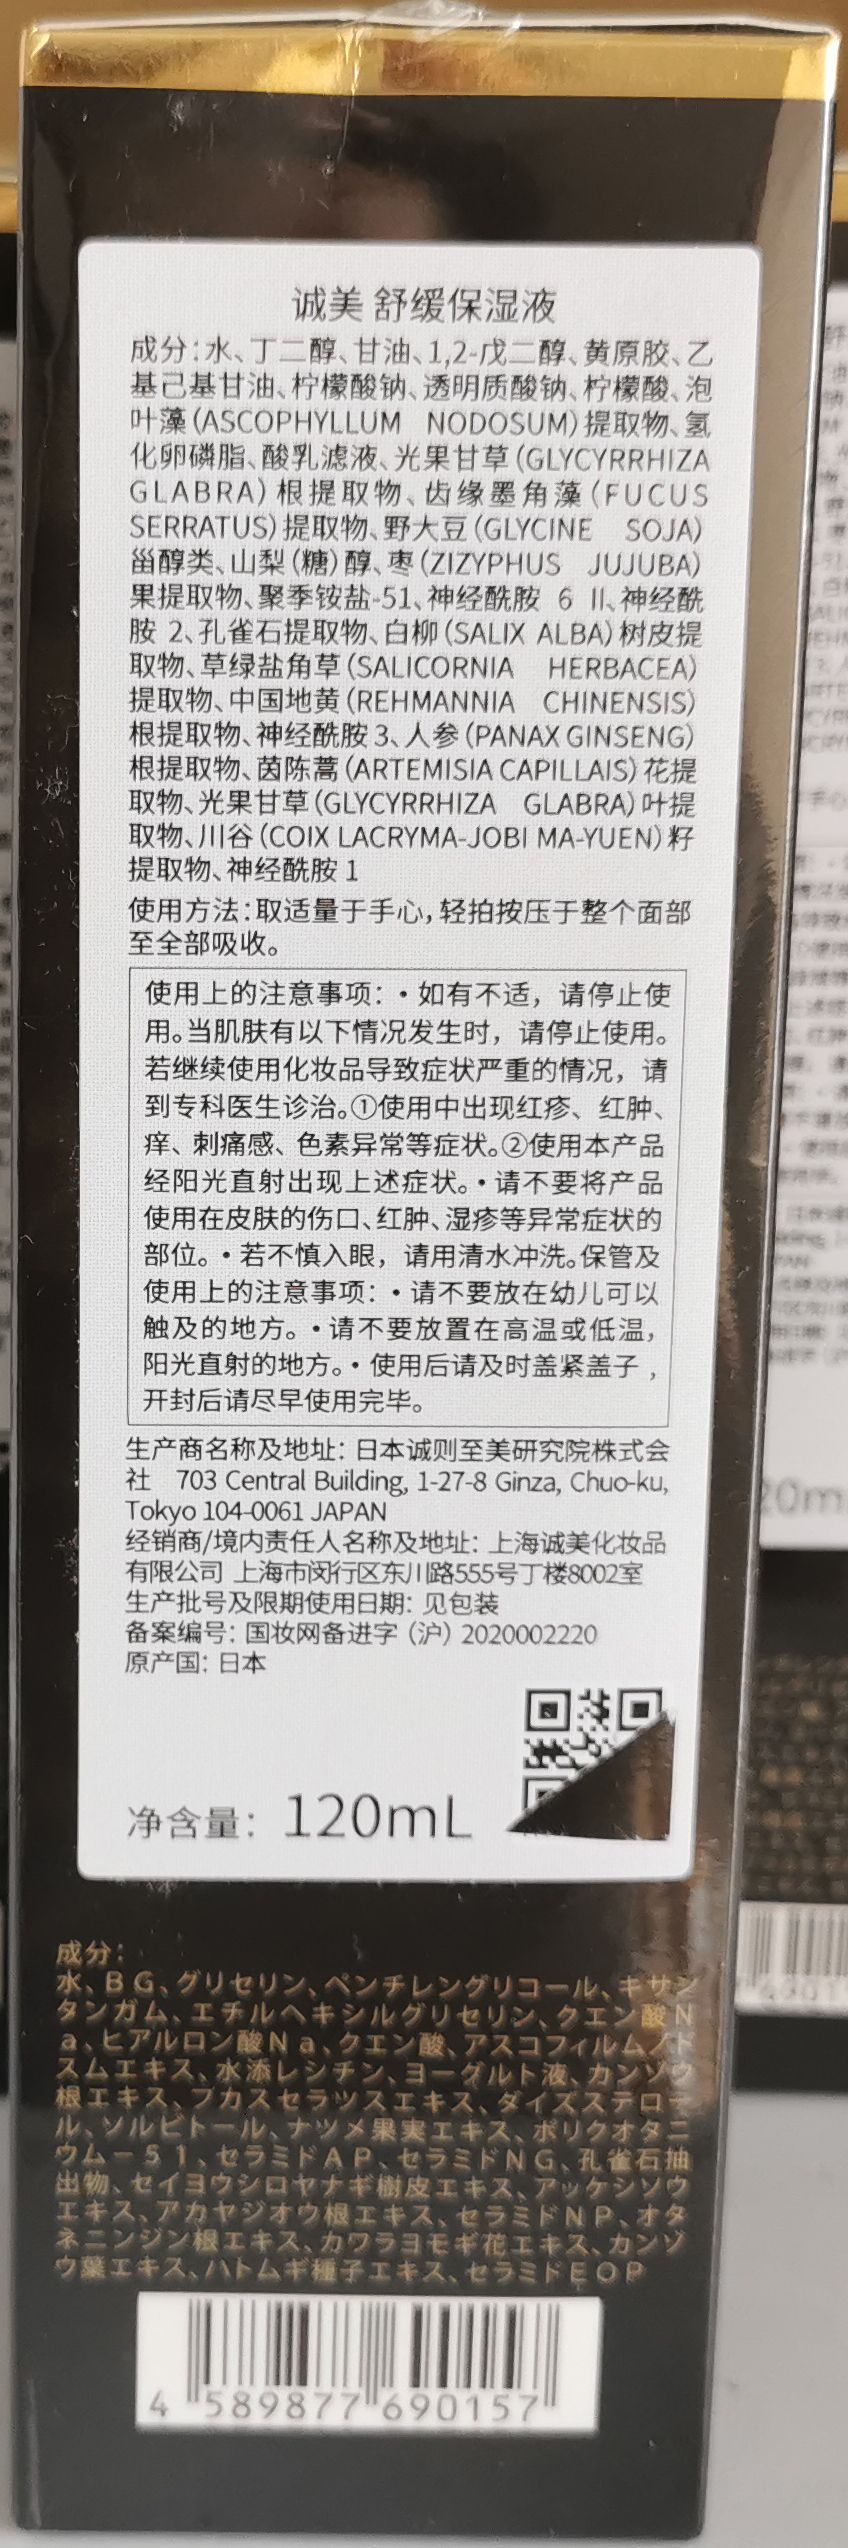 诚美 舒缓保湿液
成分:水、丁二醇、甘油、1,2-戊二醇、黄原胶、乙
基己基甘油、柠檬酸钠、透明质酸钠、柠檬酸、泡
叶藻(ASCOPHYLLUM NODOSUM)提取物、氢
化卵磷脂、酸乳滤液、光果甘草(GLYCYRRHIZA
GLABRA)根提取物、齿缘墨角藻(FUCUS
SERRATUS)提取物、野大豆(GLYCINE SOJA)
甾醇类、山梨(糖)醇、枣(ZIZYPHUS JUJUBA)
果提取物、聚季铵盐-51、神经酰胺 6 II、神经酰
胺 2、孔雀石提取物、白柳(SALIX ALBA)树皮提
取物、草绿盐角草(SALICORNIA HERBACEA)
提取物、中国地黄(REHMANNIA CHINENSIS)
根提取物、神经酰胺3、人参(PANAX GINSENG)
根提取物、茵陈蒿(ARTEMISIA CAPILLAIS)花提
取物、光果甘草(GLYCYRRHIZA GLABRA)叶提
取物、川谷(COIX LACRYMA-JOBI MA-YUEN)籽
提取物、神经酰胺 1
使用方法:取适量于手心,轻拍按压于整个面部
至全部吸收。
使用上的注意事项:・如有不适，请停止使
用。当肌肤有以下情况发生时，请停止使用。
若继续使用化妆品导致症状严重的情况，请
到专科医生诊治。①使用中出现红疹、红肿、
痒、刺痛感、色素异常等症状。②使用本产品
经阳光直射出现上述症状。・请不要将产品
使用在皮肤的伤口、红肿、湿疹等异常症状的
部位。・若不慎入眼，请用清水冲洗。保管及
使用上的注意事项:・请不要放在幼儿可以
触及的地方。・请不要放置在高温或低温，
阳光直射的地方。・使用后请及时盖紧盖子，
开封后请尽早使用完毕。
生产商名称及地址: 日本诚则至美研究院株式会
社 703 Central Building, 1-27-8 Ginza, Chuo-ku,
Tokyo 104-0061 JAPAN
经销商/境内责任人名称及地址: 上海诚美化妆品
有限公司 上海市闵行区东川路555号丁楼8002室
生产批号及限期使用日期: 见包装
备案编号: 国妆网备进字（沪）2020002220
原产国: 日本
净含量: 120mL
成分:
水、BG、グリセリン、ペンチレングリコール、キサン
タンガム、エチルヘキシルグリセリン、クエン酸N
a、ヒアルロン酸Na、クエン酸、アスコフィルムノド
スムエキス、水添レシチン、ヨーグルト液、カンゾウ
根エキス、フカスセラツスエキス、ダイズステロー
ル、ソルビトール、ナツメ果実エキス、ポリクオタニ
ウム－51、セラミドAP、セラミドNG、孔雀石抽
出物、セイヨウシロヤナギ樹皮エキス、アッケシソウ
エキス、アカヤジオウ根エキス、セラミドNP、オタ
ネニンジン根エキス、カワラヨモギ花エキス、カンゾ
ウ葉エキス、ハトムギ種子エキス、セラミドEOP
4 589877 690157